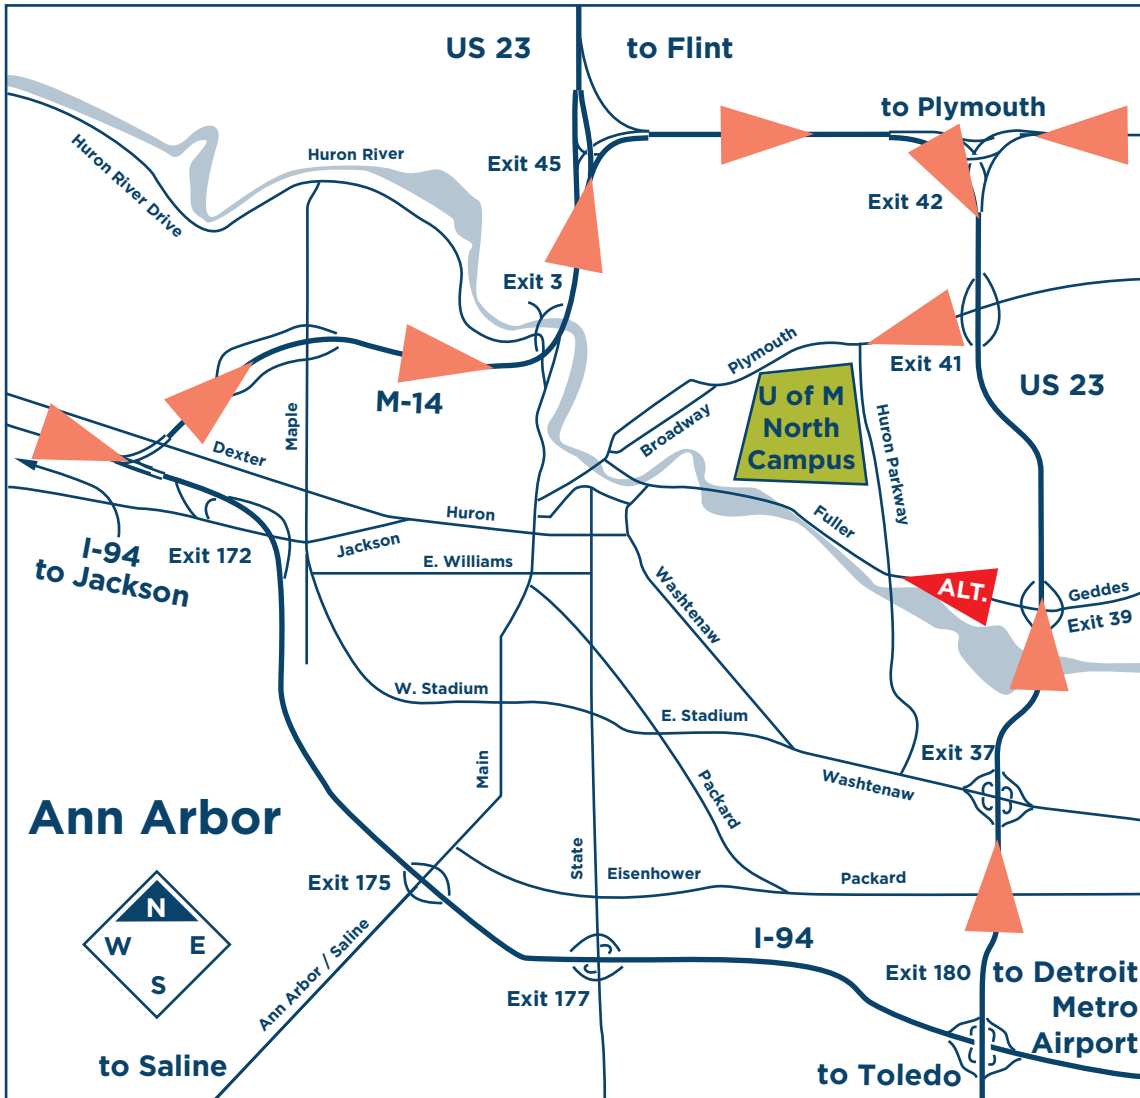 US 23
to Flint
to Plymouth
Huron River
Exit 45
Huron River Drive
Exit 42
Exit 3
Plymouth
Exit 41
US 23
M-14
U of M
North
Campus
Maple
Broadway
Huron Parkway
Dexter
Huron
Fuller
I-94
to Jackson
Exit 172
Jackson
E. Williams
Washtenaw
ALT.
Geddes
Exit 39
W. Stadium
E. Stadium
Main
Exit 37
Packard
Washtenaw
Ann Arbor
State
Exit 175
Eisenhower
Packard
N
W
E
S
Ann Arbor / Saline
I-94
Exit 177
Exit 180
to Detroit
Metro
Airport
to Saline
to Toledo